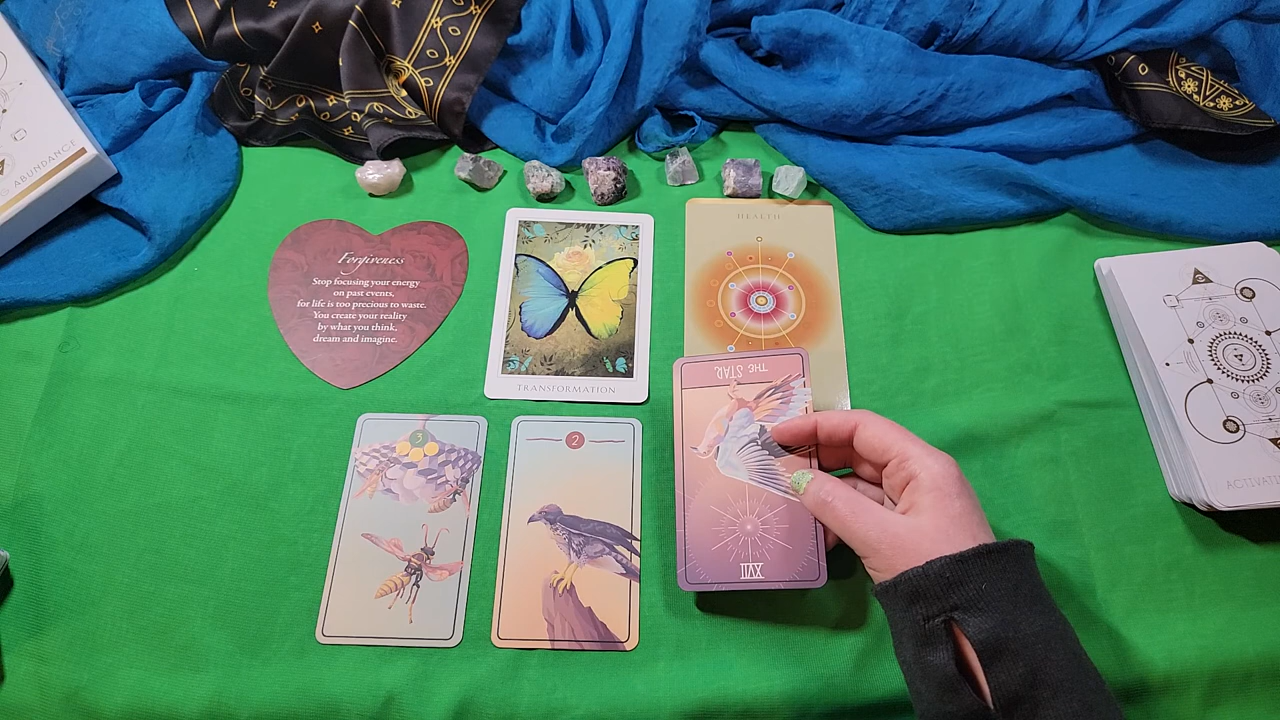 ABUNDANCE
HEALTH
Forgiveness
Stop focusing your energy
on past events,
for life is too precious to waste.
You create your reality
by what you think,
dream and imagine.
TRANSFORMATION
THE STAR
XVII
3
2